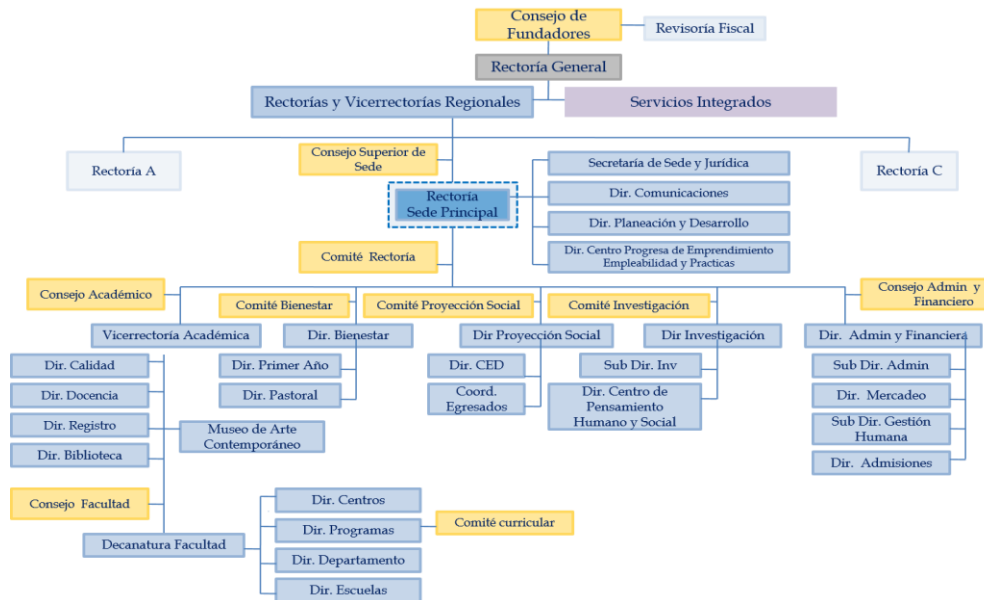 Consejo de
Fundadores
Revisoría Fiscal
Rectoría General
Rectorías y Vicerrectorías Regionales
Servicios Integrados
Rectoría A
Consejo Superior de
Sede
Secretaría de Sede y Jurídica
Rectoría C
Rectoría
Sede Principal
Dir. Comunicaciones
Dir. Planeación y Desarrollo
Comité Rectoría
Dir. Centro Progresa de Emprendimiento
Empleabilidad y Practicas
Consejo Académico
Comité Bienestar
Comité Proyección Social
Comité Investigación
Consejo Admin y
Financiero
Vicerrectoría Académica
Dir. Bienestar
Dir Proyección Social
Dir Investigación
Dir. Admin y Financiera
Dir. Calidad
Dir. Primer Año
Dir. CED
Sub Dir. Inv
Sub Dir. Admin
Dir. Docencia
Dir. Pastoral
Coord.
Egresados
Dir. Centro de
Pensamiento
Humano y Social
Dir. Mercadeo
Dir. Registro
Museo de Arte
Contemporáneo
Sub Dir. Gestión
Humana
Dir. Biblioteca
Dir. Admisiones
Consejo Facultad
Dir. Centros
Dir. Programas
Comité curricular
Decanatura Facultad
Dir. Departamento
Dir. Escuelas